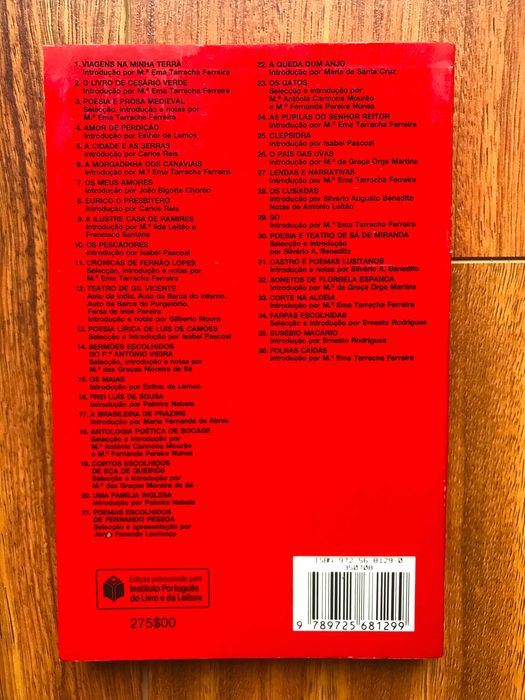 1. VIAGENS NA MINHA TERRA
Introdução por M.ª Ema Tarracha Ferreira
2. O LIVRO DE CESÁRIO VERDE
Introdução por M.ª Ema Tarracha Ferreira
3. POESIA E PROSA MEDIEVAL
Selecção, introdução e notas por
M.ª Ema Tarracha Ferreira
4. AMOR DE PERDIÇÃO
Introdução por Esther de Lemos
5. A CIDADE E AS SERRAS
Introdução por Carlos Reis
6. A MORGADINHA DOS CANAVIAIS
Introdução por M.ª Ema Tarracha Ferreira
7. OS MEUS AMORES
Introdução por João Bigotte Chorão
8. EURICO O PRESBÍTERO
Introdução por Carlos Reis
9. A ILUSTRE CASA DE RAMIRES
Introdução por M.ª Ilda Leitão e
Francisco Santana
10. OS PESCADORES
Introdução por Isabel Pascoal
11. CRÓNICAS DE FERNÃO LOPES
Selecção, introdução e notas por
M.ª Ema Tarracha Ferreira
12. TEATRO DE GIL VICENTE
Auto da Índia, Auto da Barca do Inferno,
Auto da Barca do Purgatório,
Farsa de Inês Pereira
Introdução e notas por Gilberto Moura
13. POESIA LÍRICA DE LUÍS DE CAMÕES
Selecção e Introdução por Isabel Pascoal
14. SERMÕES ESCOLHIDOS
DO P.ª ANTÓNIO VIEIRA
Selecção, introdução e notas por
M.ª das Graças Moreira de Sá
15. OS MAIAS
Introdução por Esther de Lemos
16. FREI LUÍS DE SOUSA
Introdução por Palmira Nabais
17. A BRASILEIRA DE PRAZINS
Introdução por Maria Fernanda de Abreu
18. ANTOLOGIA POÉTICA DE BOCAGE
Selecção e introdução por
M.ª Antónia Carmona Mourão
e M.ª Fernanda Pereira Nunes
19. CONTOS ESCOLHIDOS
DE EÇA DE QUEIRÓS
Selecção e introdução por
M.ª das Graças Moreira de Sá
20. UMA FAMÍLIA INGLESA
Introdução por Palmira Nabais
21. POEMAS ESCOLHIDOS
DE FERNANDO PESSOA
Selecção e apresentação por
Jorge Fazenda Lourenço
22. A QUEDA DUM ANJO
Introdução por Maria de Santa Cruz
23. OS GATOS
Selecção e introdução por
M.ª Antónia Carmona Mourão
e M.ª Fernanda Pereira Nunes
24. AS PUPILAS DO SENHOR REITOR
Introdução por M.ª Ema Tarracha Ferreira
25. CLEPSIDRA
Introdução por Isabel Pascoal
26. O PAÍS DAS UVAS
Introdução por M.ª da Graça Orge Martins
27. LENDAS E NARRATIVAS
Introdução por M.ª Ema Tarracha Ferreira
28. OS LUSÍADAS
Introdução por Silvério Augusto Benedito
Notas de António Leitão
29. SÓ
Introdução por M.ª Ema Tarracha Ferreira
30. POESIA E TEATRO DE SÁ DE MIRANDA
Selecção e introdução
por Silvério A. Benedito
31. CASTRO E POEMAS LUSITANOS
Introdução e notas por Silvério A. Benedito
32. SONETOS DE FLORBELA ESPANCA
Introdução por M.ª da Graça Orge Martins
33. CORTE NA ALDEIA
Introdução por M.ª Ema Tarracha Ferreira
34. FARPAS ESCOLHIDAS
Selecção e introdução por Ernesto Rodrigues
35. EUSÉBIO MACÁRIO
Introdução por Ernesto Rodrigues
36. FOLHAS CAÍDAS
Introdução por M.ª Ema Tarracha Ferreira
Edição patrocinada pelo
Instituto Português
do Livro e da Leitura
275$00
ISBN 972 56 8129-0
350708
9 789725 681299